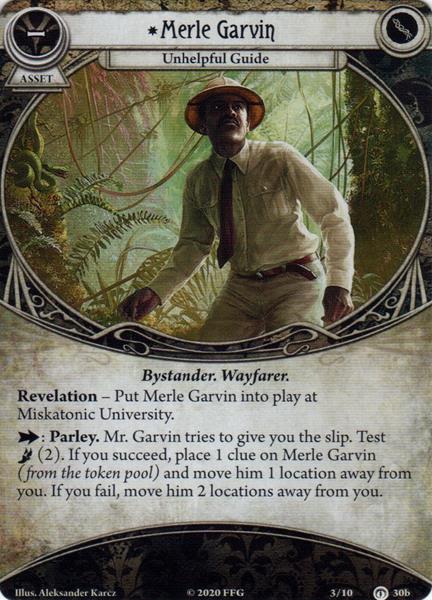 *Merle Garvin
Unhelpful Guide
ASSET
Bystander. Wayfarer.
Revelation – Put Merle Garvin into play at
Miskatonic University.
: Parley. Mr. Garvin tries to give you the slip. Test
(2). If you succeed, place 1 clue on Merle Garvin
(from the token pool) and move him 1 location away from
you. If you fail, move him 2 locations away from you.
Illus. Aleksander Karcz
© 2020 FFG
3/10
30b